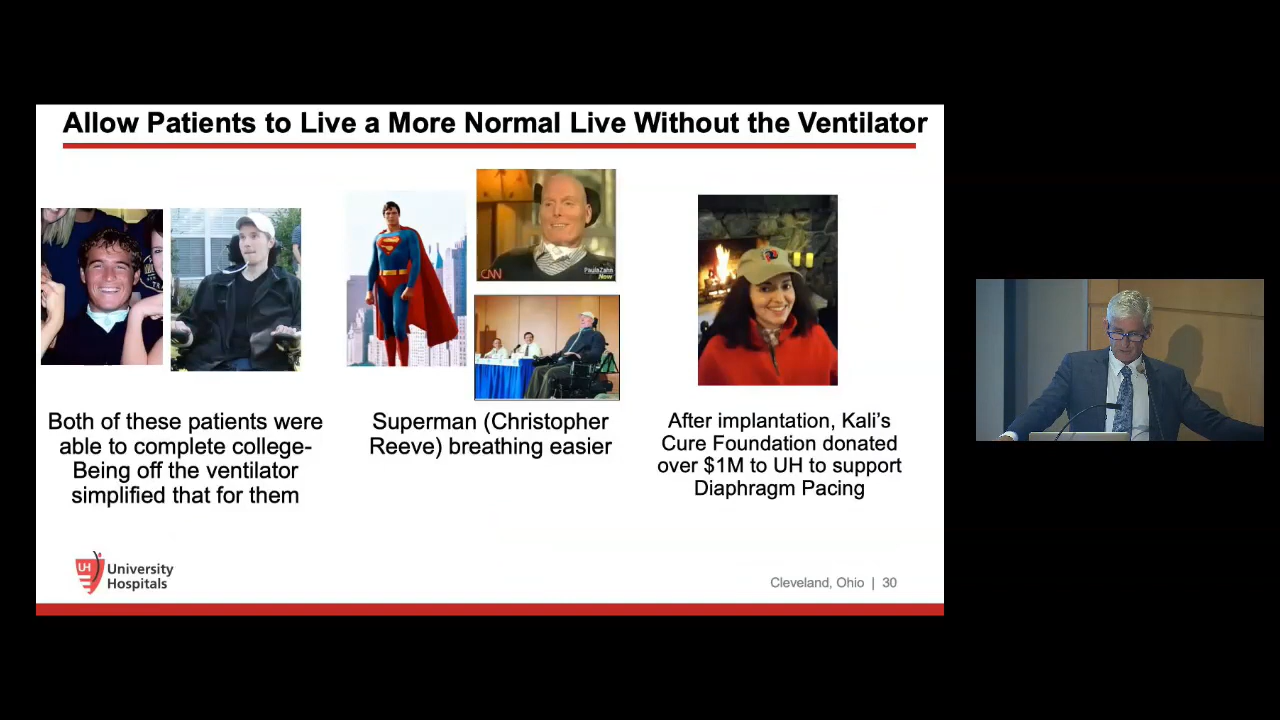 Allow Patients to Live a More Normal Live Without the Ventilator
CNN
PaulaZahn
Now
Both of these patients were
able to complete college-
Being off the ventilator
simplified that for them
Superman (Christopher
Reeve) breathing easier
After implantation, Kali's
Cure Foundation donated
over $1M to UH to support
Diaphragm Pacing
UH
University
Hospitals
Cleveland, Ohio | 30